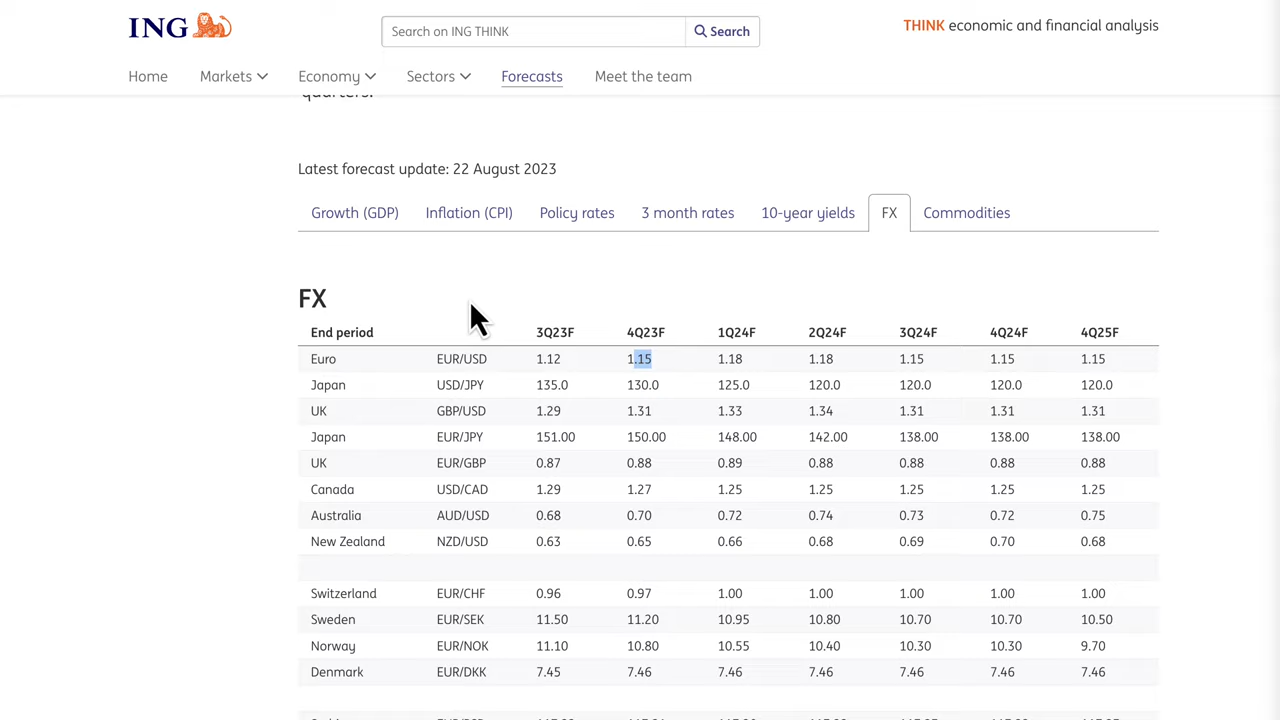 ING
Search on ING THINK
Search
THINK economic and financial analysis
Home
Markets
Economy
Sectors
Forecasts
Meet the team
quarters.
Latest forecast update: 22 August 2023
Growth (GDP)
Inflation (CPI)
Policy rates
3 month rates
10-year yields
FX
Commodities
FX
End period 3Q23F 4Q23F 1Q24F 2Q24F 3Q24F 4Q24F 4Q25F
Euro EUR/USD 1.12 1.15 1.18 1.18 1.15 1.15 1.15
Japan USD/JPY 135.0 130.0 125.0 120.0 120.0 120.0 120.0
UK GBP/USD 1.29 1.31 1.33 1.34 1.31 1.31 1.31
Japan EUR/JPY 151.00 150.00 148.00 142.00 138.00 138.00 138.00
UK EUR/GBP 0.87 0.88 0.89 0.88 0.88 0.88 0.88
Canada USD/CAD 1.29 1.27 1.25 1.25 1.25 1.25 1.25
Australia AUD/USD 0.68 0.70 0.72 0.74 0.73 0.72 0.75
New Zealand NZD/USD 0.63 0.65 0.66 0.68 0.69 0.70 0.68
Switzerland EUR/CHF 0.96 0.97 1.00 1.00 1.00 1.00 1.00
Sweden EUR/SEK 11.50 11.20 10.95 10.80 10.70 10.70 10.50
Norway EUR/NOK 11.10 10.80 10.55 10.40 10.30 10.30 9.70
Denmark EUR/DKK 7.45 7.46 7.46 7.46 7.46 7.46 7.46